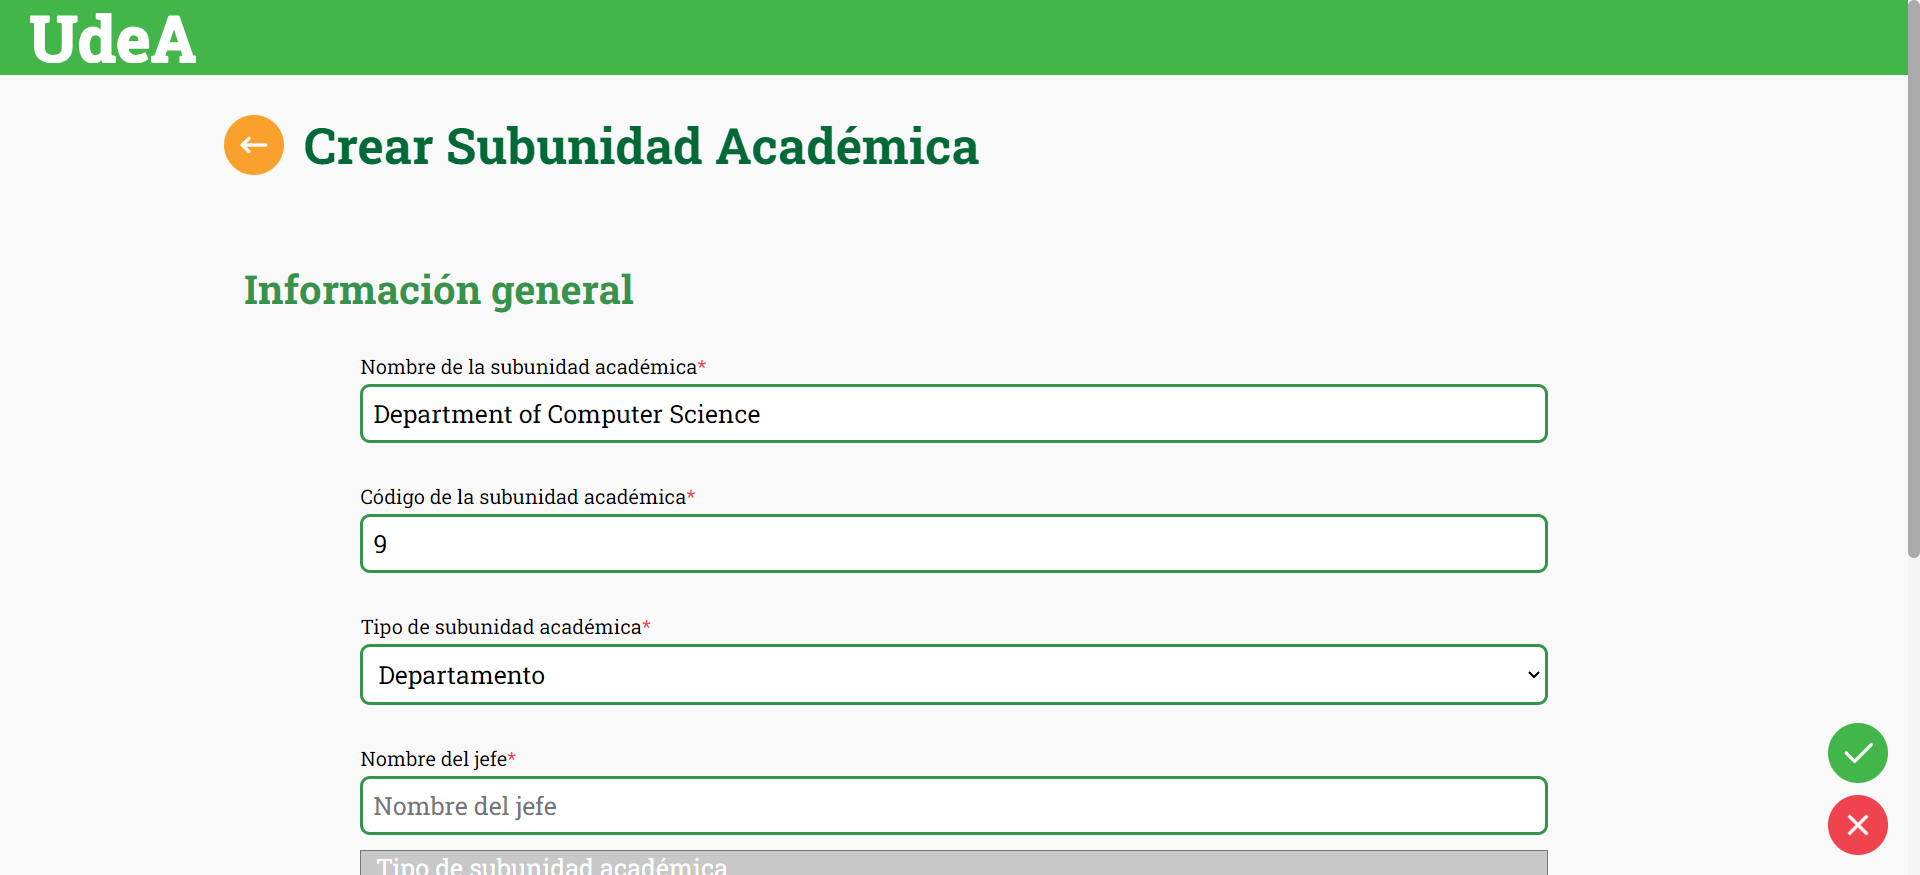 UdeA
Crear Subunidad Académica
Información general
Nombre de la subunidad académica*
Department of Computer Science
Código de la subunidad académica*
9
Tipo de subunidad académica*
Departamento
Nombre del jefe*
Nombre del jefe
Tipo de subunidad académica